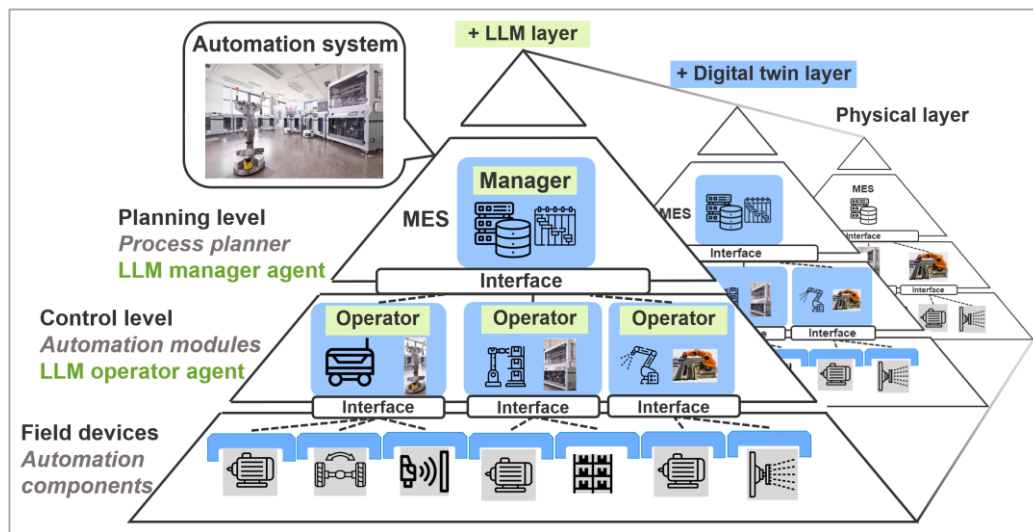 Automation system
+ LLM layer
+ Digital twin layer
Physical layer
Planning level
Process planner
LLM manager agent
MES
Manager
Interface
Control level
Automation modules
LLM operator agent
Operator
Operator
Operator
Interface
Interface
Interface
Field devices
Automation
components
MES
Interface
Interface
MES
Interface
Interface